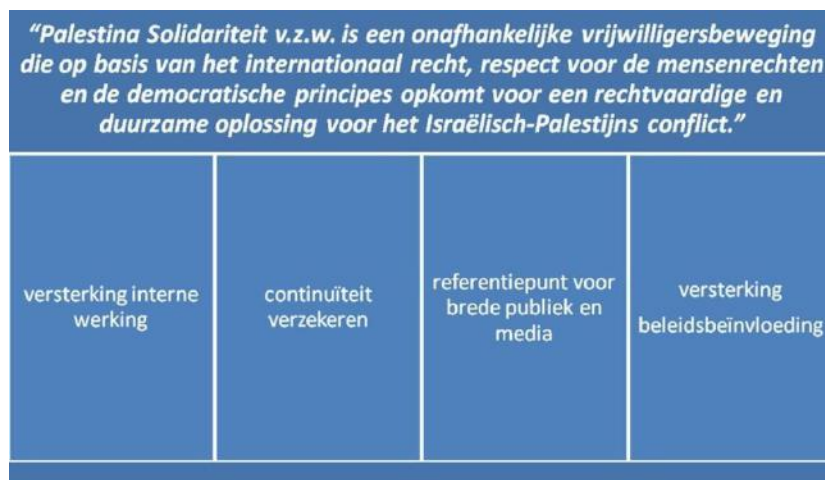 “Palestina Solidariteit v.z.w. is een onafhankelijke vrijwilligersbeweging
die op basis van het internationaal recht, respect voor de mensenrechten
en de democratische principes opkomt voor een rechtvaardige en
duurzame oplossing voor het Israëlisch-Palestijns conflict.”
versterking interne
werking
continuïteit
verzekeren
referentiepunt voor
brede publiek en
media
versterking
beleidsbeïnvloeding